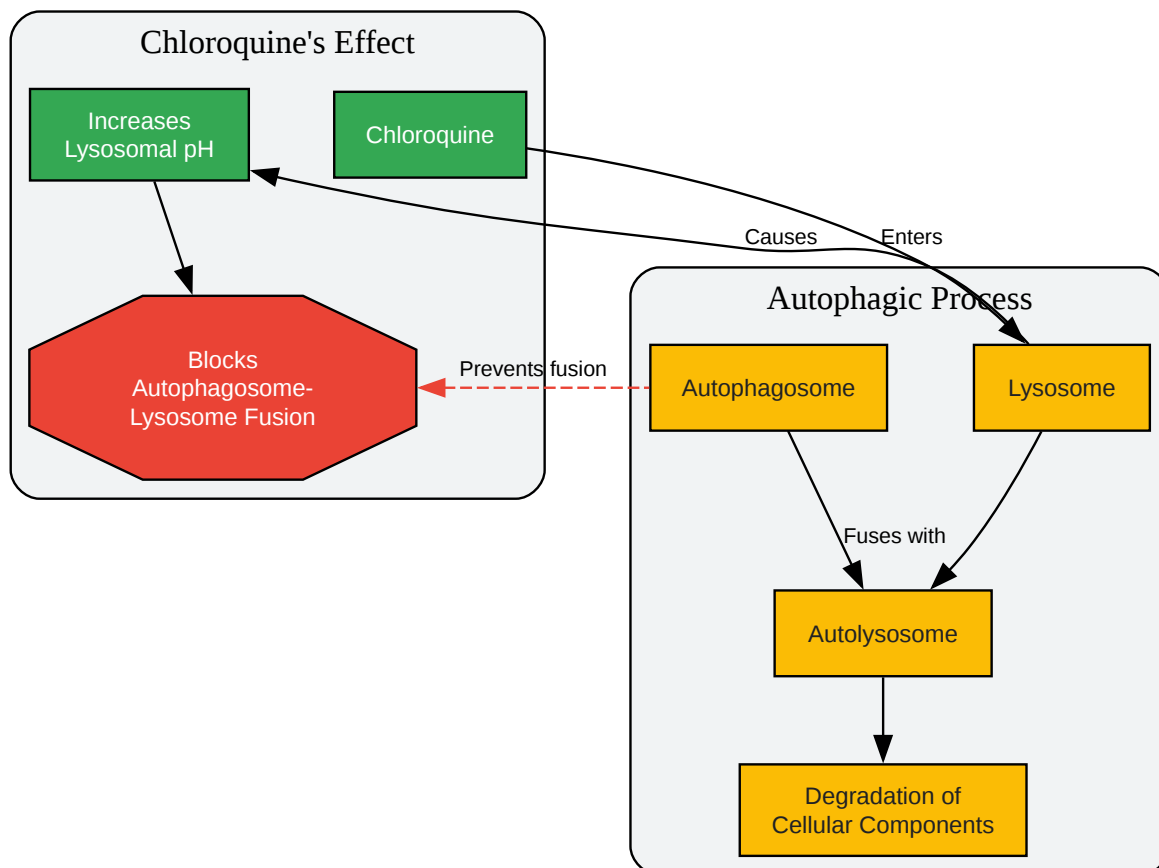 Chloroquine's Effect
Increases
Lysosomal pH
Chloroquine
Causes
Enters
Autophagic Process
Blocks
Autophagosome-
Lysosome Fusion
Prevents fusion
Autophagosome
Lysosome
Fuses with
Autolysosome
Degradation of
Cellular Components